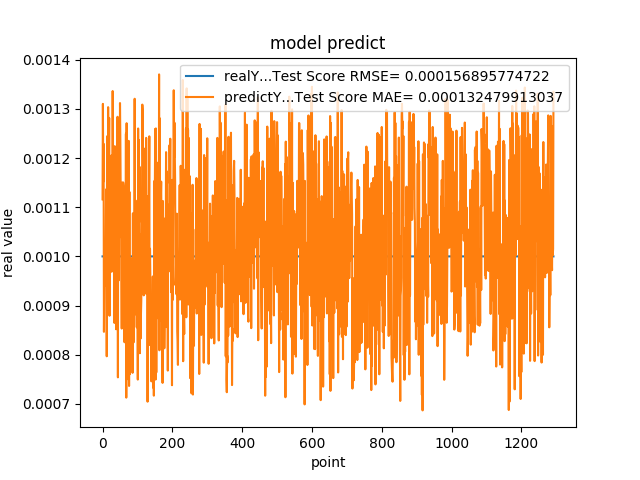 model predict
realY...Test Score RMSE= 0.000156895774722
predictY...Test Score MAE= 0.000132479913037
0.0014
0.0013
0.0012
0.0011
0.0010
0.0009
0.0008
0.0007
real value
0 200 400 600 800 1000 1200
point